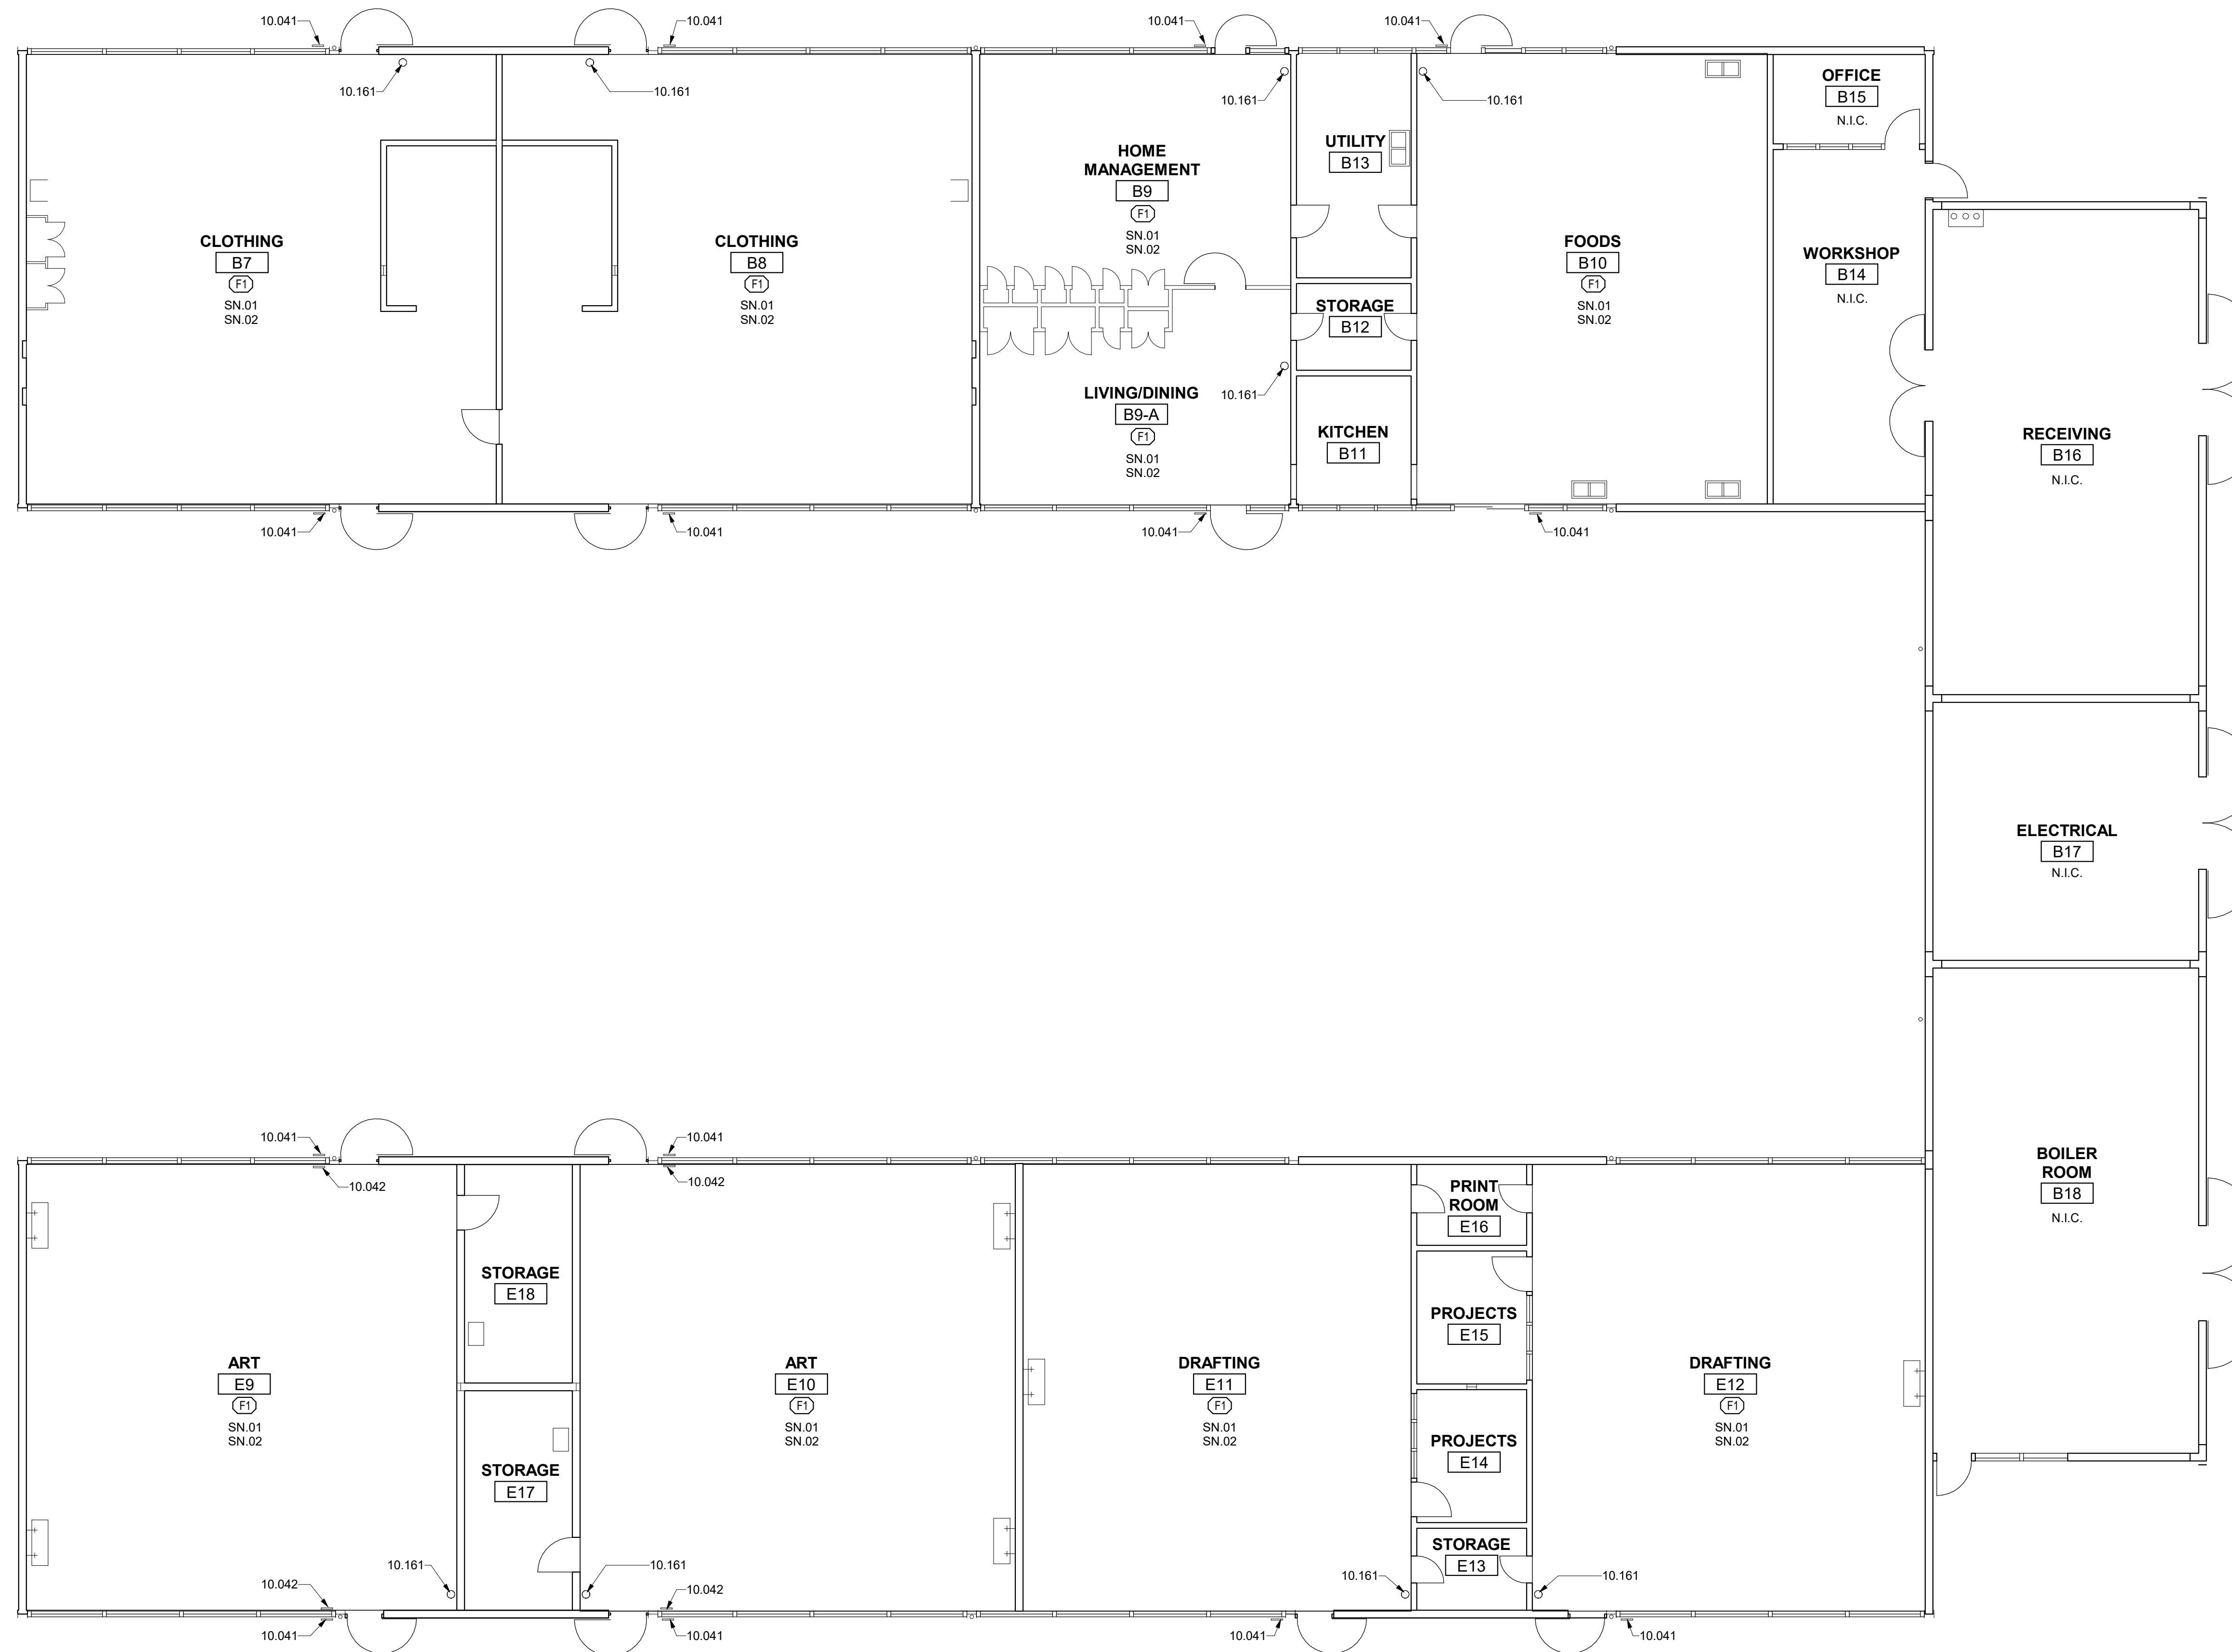 10.041
10.041
10.041
10.041
10.161
10.161
10.161
10.161
OFFICE
B15
N.I.C.
UTILITY
B13
HOME
MANAGEMENT
B9
F1
SN.01
SN.02
CLOTHING
B7
F1
SN.01
SN.02
CLOTHING
B8
F1
SN.01
SN.02
FOODS
B10
F1
SN.01
SN.02
WORKSHOP
B14
N.I.C.
STORAGE
B12
10.161
LIVING/DINING
B9-A
F1
SN.01
SN.02
KITCHEN
B11
RECEIVING
B16
N.I.C.
10.041
10.041
10.041
10.041
ELECTRICAL
B17
N.I.C.
10.041
10.041
10.042
10.042
BOILER
ROOM
B18
N.I.C.
PRINT
ROOM
E16
STORAGE
E18
PROJECTS
E15
ART
E9
F1
SN.01
SN.02
ART
E10
F1
SN.01
SN.02
DRAFTING
E11
F1
SN.01
SN.02
DRAFTING
E12
F1
SN.01
SN.02
PROJECTS
E14
STORAGE
E17
STORAGE
E13
10.161
10.161
10.161
10.161
10.042
10.042
10.041
10.041
10.041
10.041